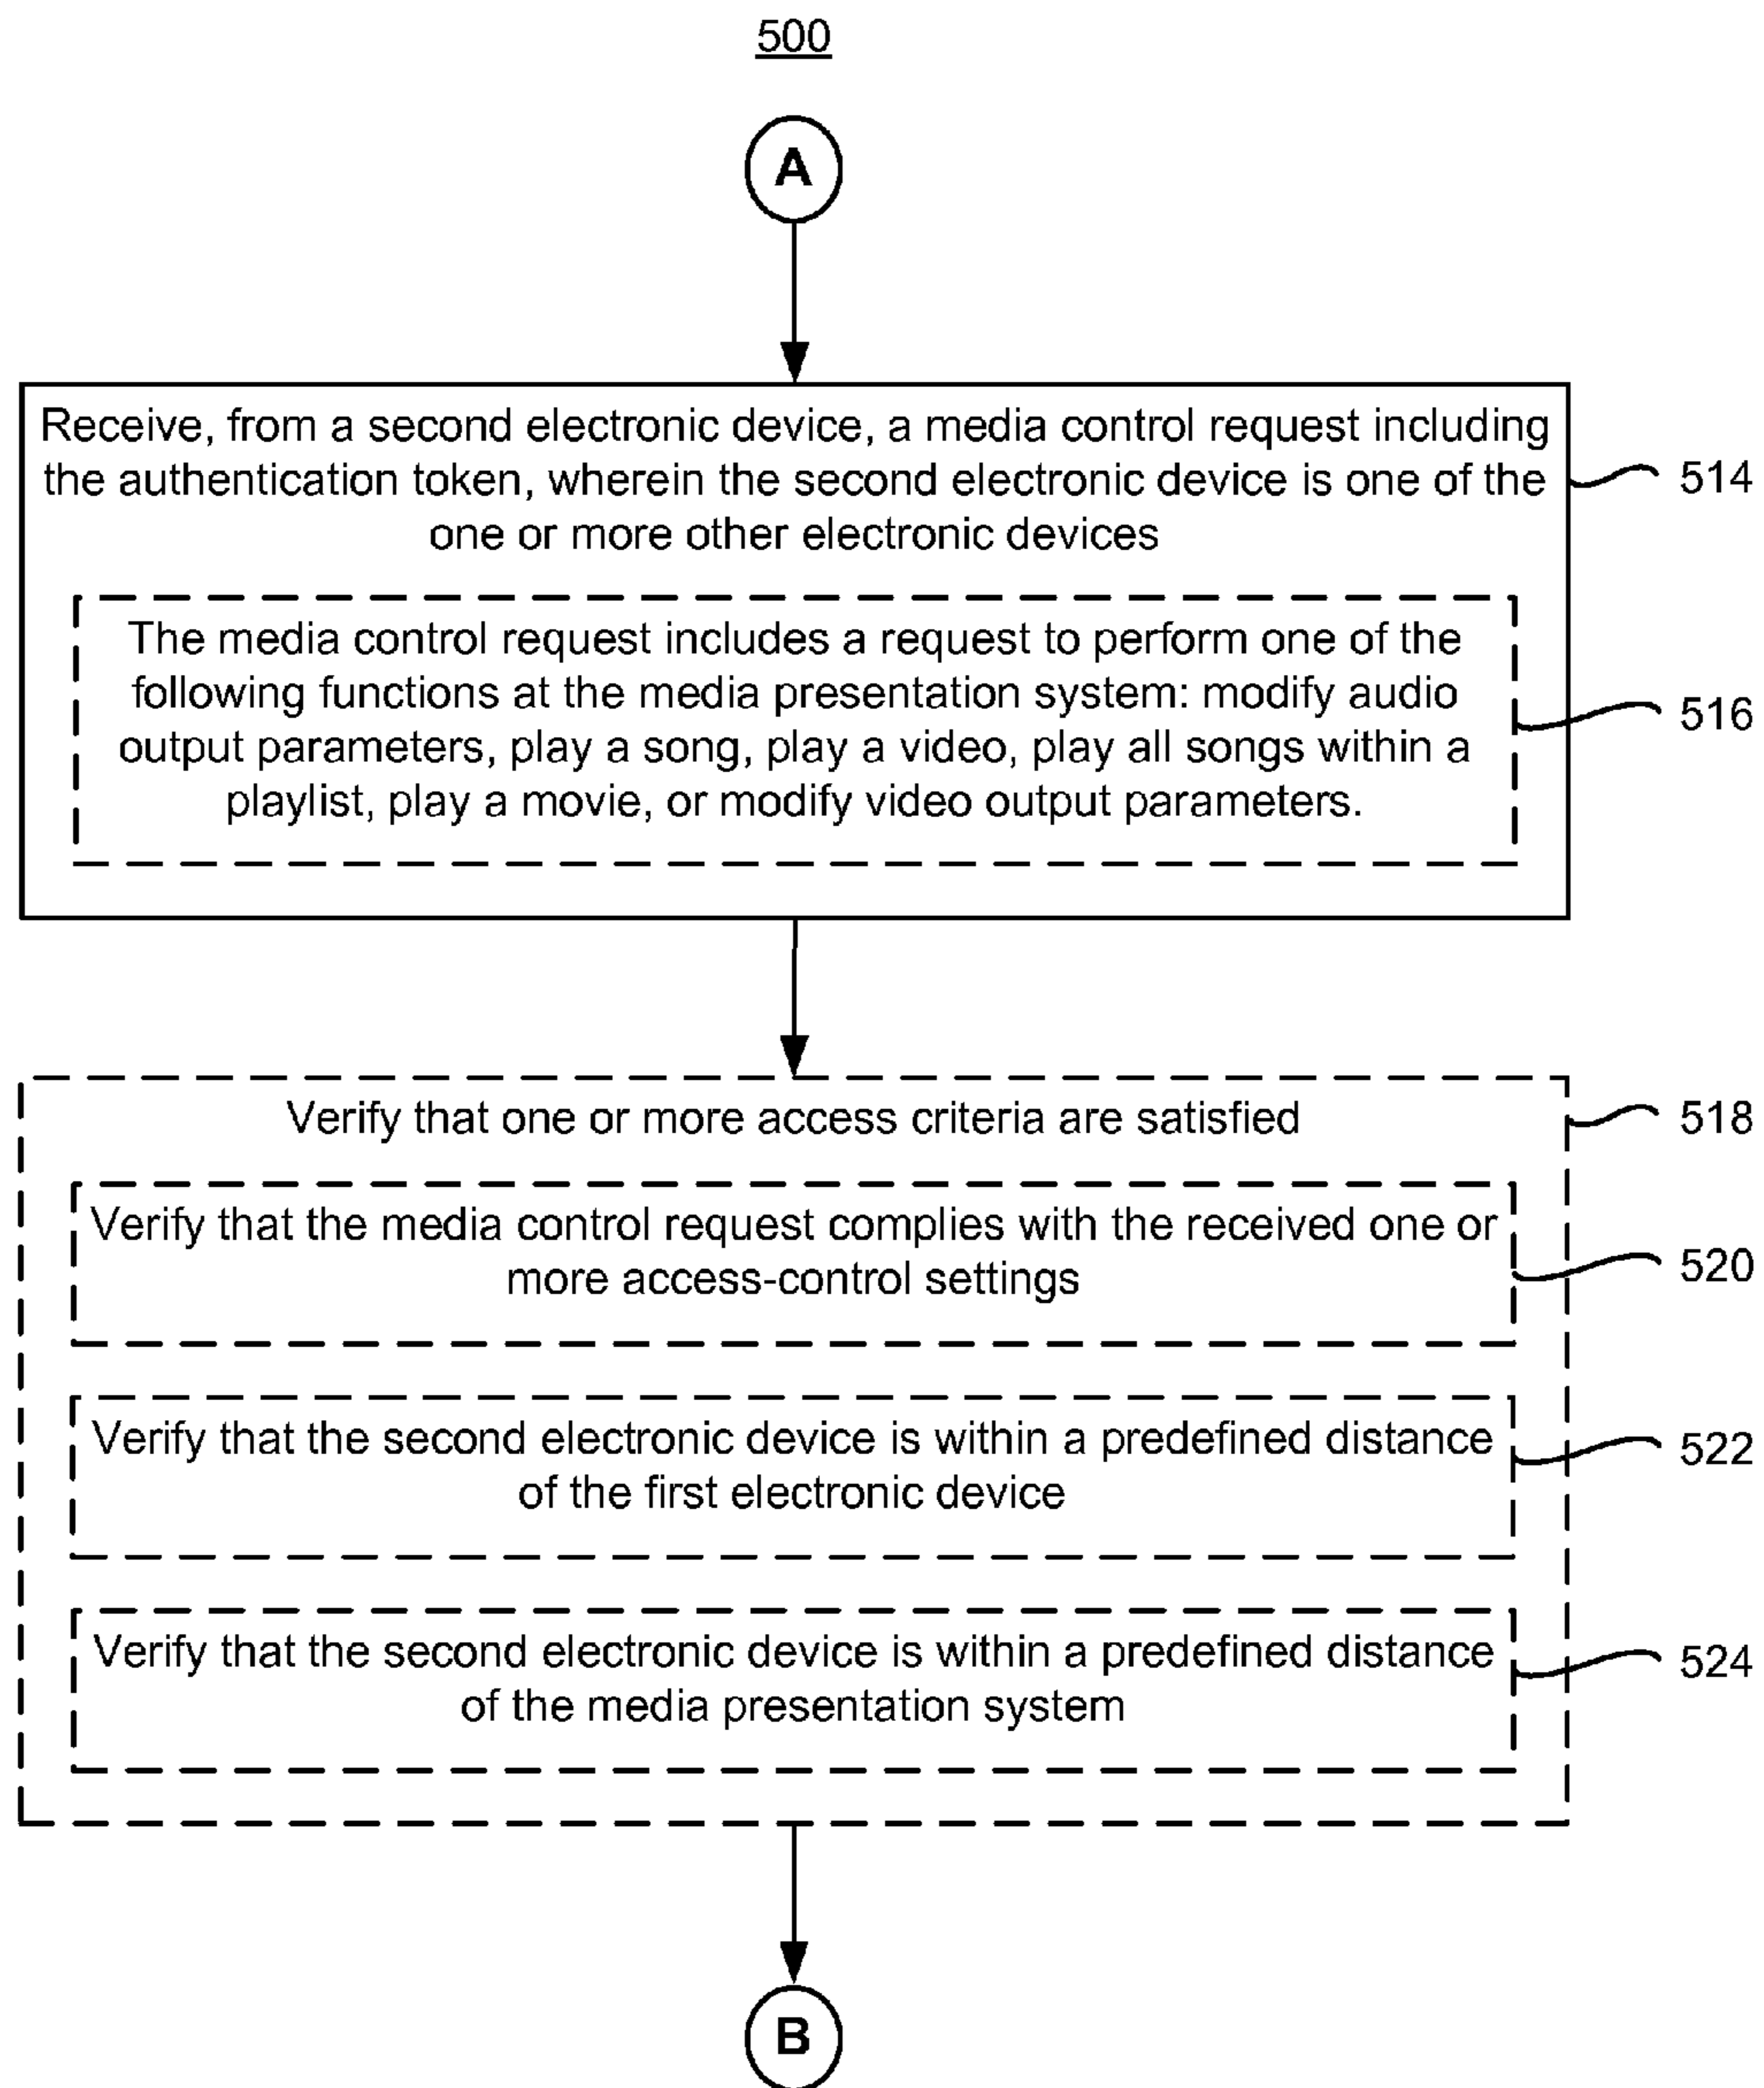 500
A
Receive, from a second electronic device, a media control request including
the authentication token, wherein the second electronic device is one of the
one or more other electronic devices
514
The media control request includes a request to perform one of the
following functions at the media presentation system: modify audio
output parameters, play a song, play a video, play all songs within a
playlist, play a movie, or modify video output parameters.
516
Verify that one or more access criteria are satisfied
518
Verify that the media control request complies with the received one or
more access-control settings
520
Verify that the second electronic device is within a predefined distance
of the first electronic device
522
Verify that the second electronic device is within a predefined distance
of the media presentation system
524
B